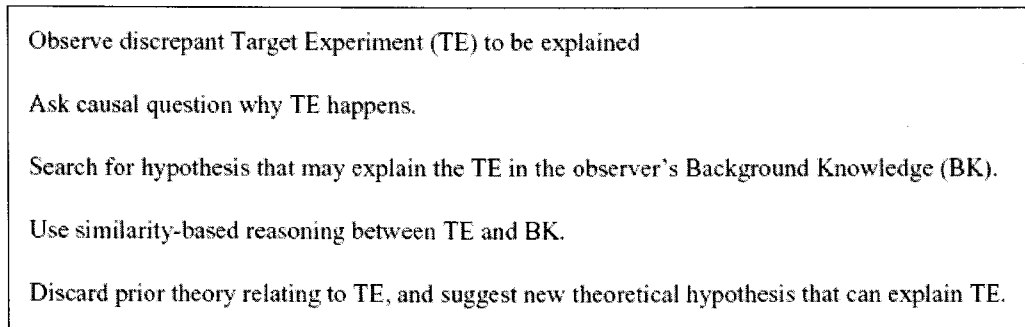 Observe discrepant Target Experiment (TE) to be explained
Ask causal question why TE happens.
Search for hypothesis that may explain the TE in the observer's Background Knowledge (BK).
Use similarity-based reasoning between TE and BK.
Discard prior theory relating to TE, and suggest new theoretical hypothesis that can explain TE.